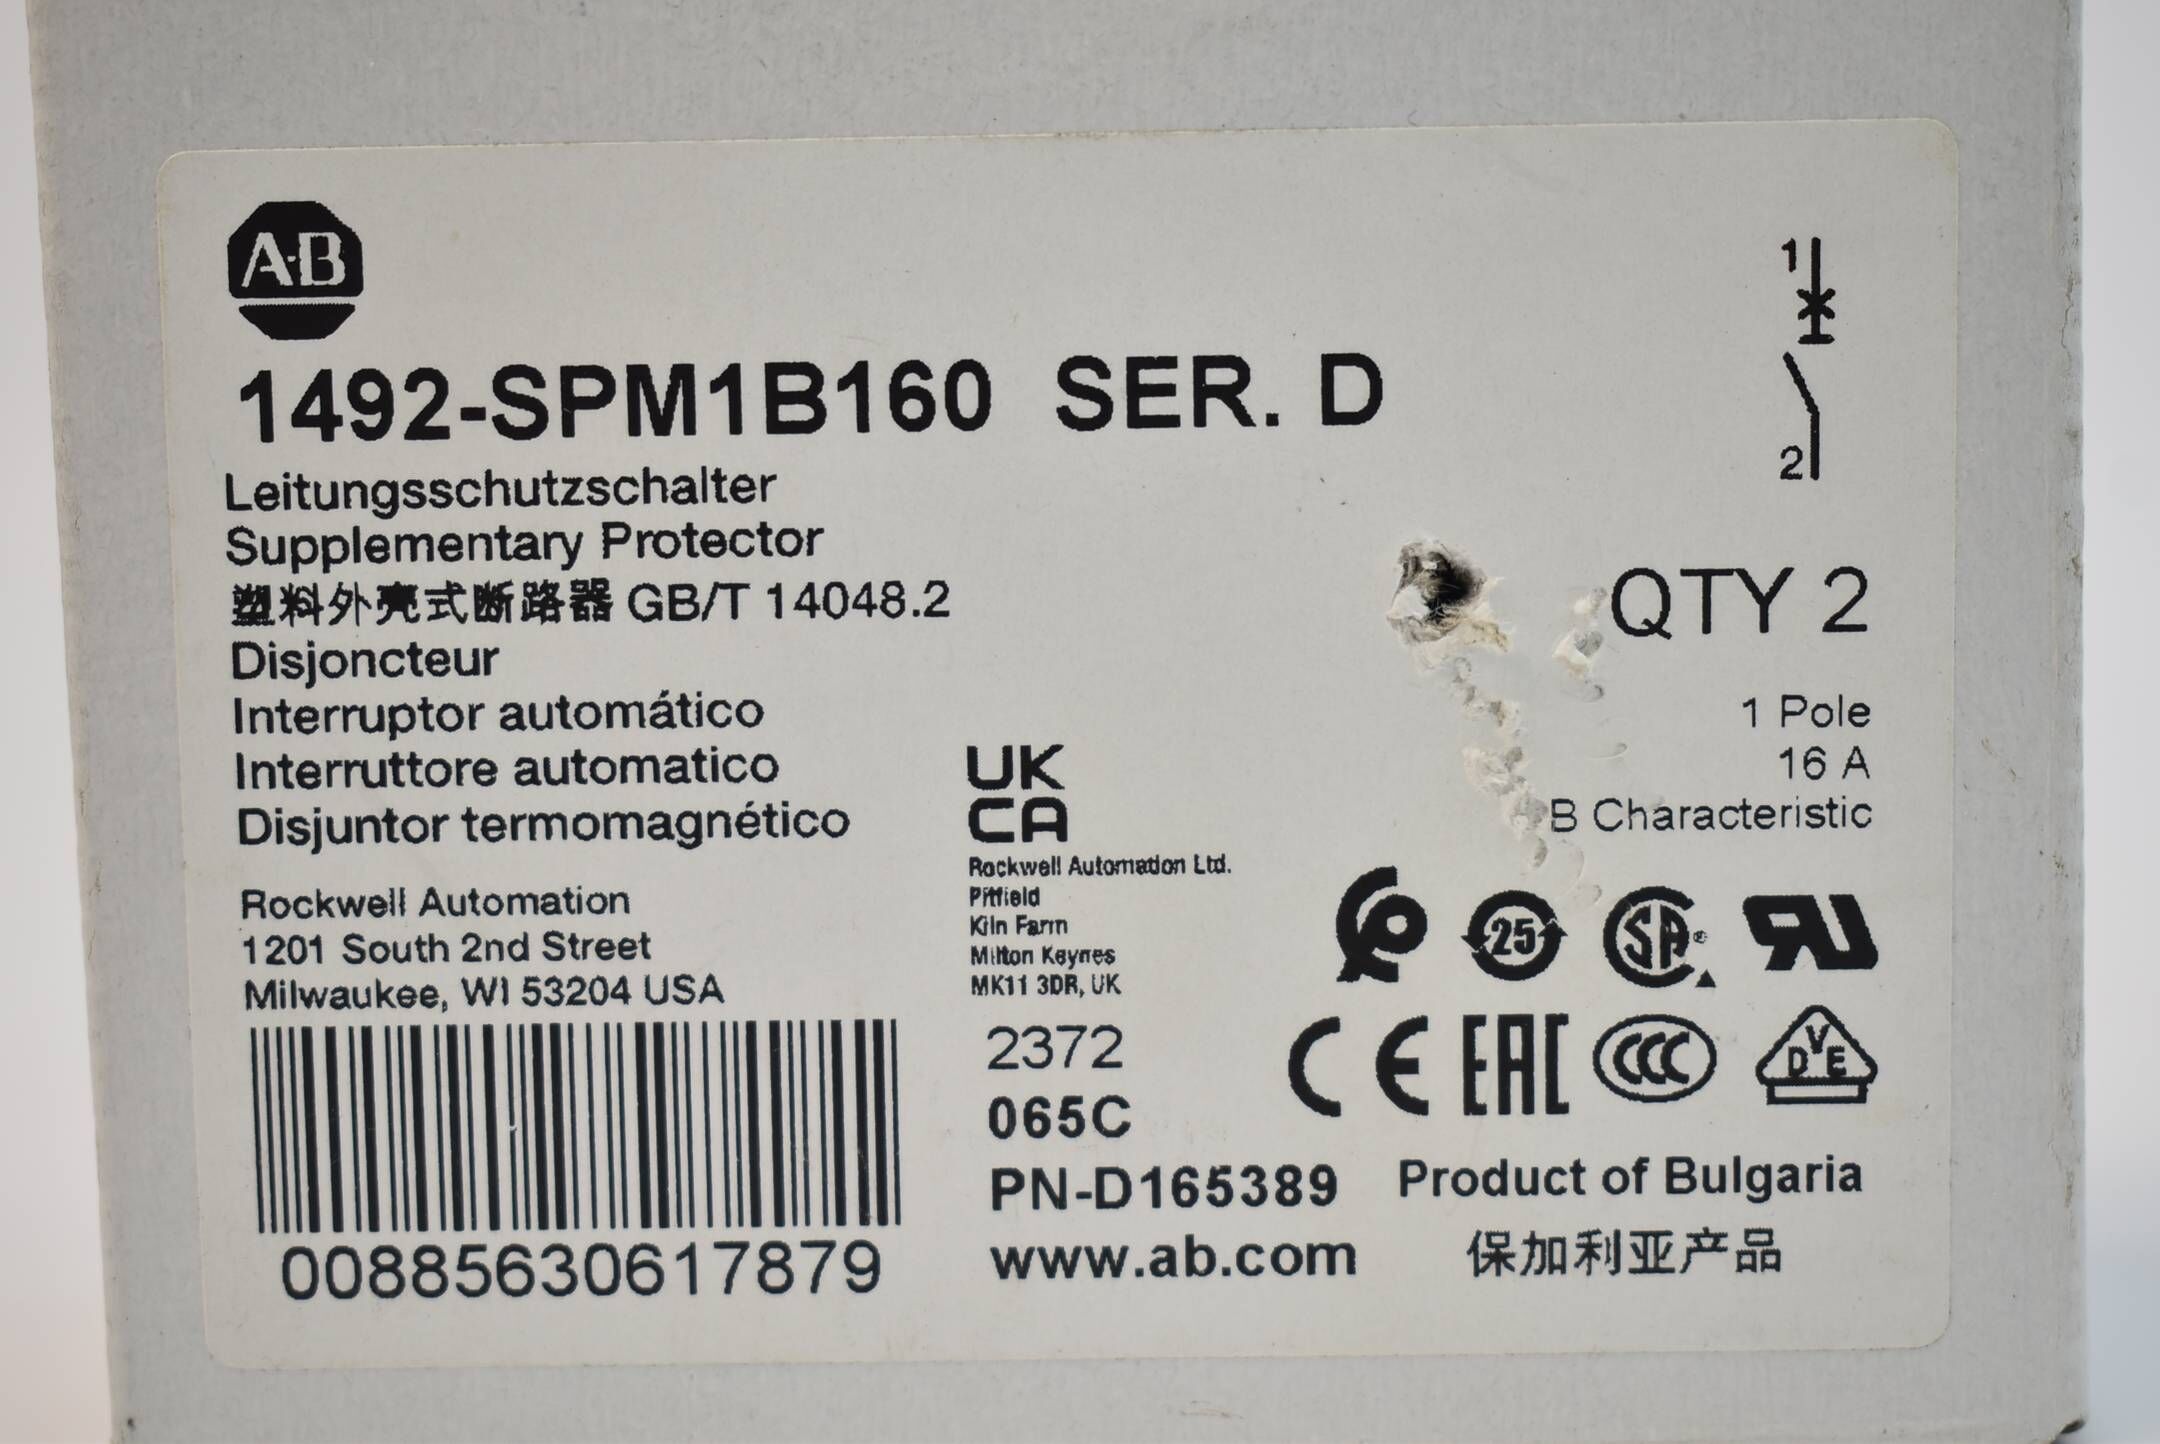 A-B
1492-SPM1B160 SER. D
1
2
Leitungsschutzschalter
Supplementary Protector
塑料外壳式断路器 GB/T 14048.2
Disjoncteur
Interruptor automático
Interruttore automatico
Disjuntor termomagnético
QTY 2
1 Pole
16 A
B Characteristic
UK
CA
Rockwell Automation Ltd.
Pitfield
Kiln Farm
Milton Keynes
MK11 3DR, UK
Rockwell Automation
1201 South 2nd Street
Milwaukee, WI 53204 USA
25 SA® RU
CE EAC CCC DVE
00885630617879
2372
065C
PN-D165389
www.ab.com
Product of Bulgaria
保加利亚产品